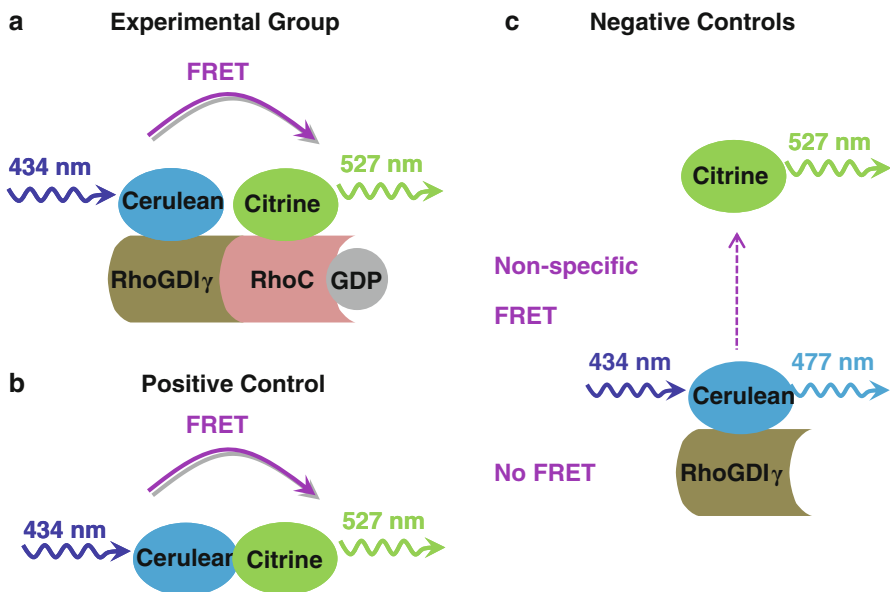 a Experimental Group
FRET
434 nm
527 nm
Cerulean
Citrine
RhoGDIγ
RhoC
GDP
b Positive Control
FRET
434 nm
527 nm
Cerulean
Citrine
c Negative Controls
527 nm
Citrine
Non-specific
FRET
434 nm
477 nm
Cerulean
No FRET
RhoGDIγ